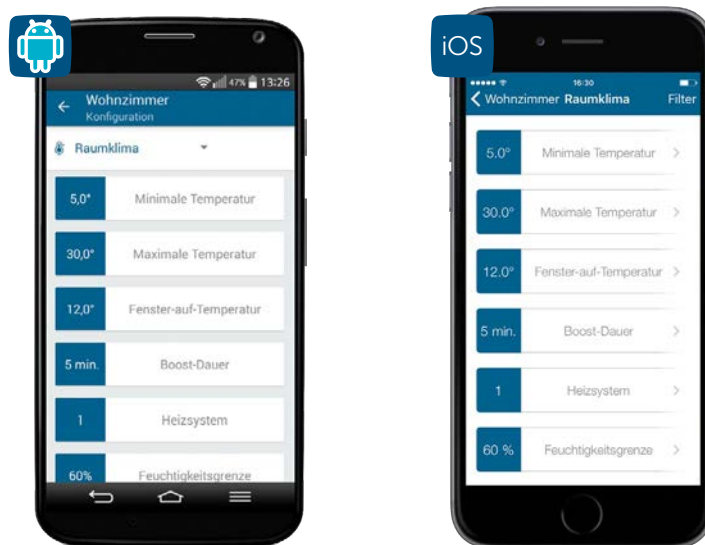 47% 13:26
Wohnzimmer
Konfiguration
Raumklima
5,0°
Minimale Temperatur
30,0°
Maximale Temperatur
12,0°
Fenster-auf-Temperatur
5 min.
Boost-Dauer
1
Heizsystem
60%
Feuchtigkeitsgrenze
iOS
16:30
Wohnzimmer Raumklima Filter
5.0°
Minimale Temperatur
30.0°
Maximale Temperatur
12.0°
Fenster-auf-Temperatur
5 min.
Boost-Dauer
1
Heizsystem
60 %
Feuchtigkeitsgrenze